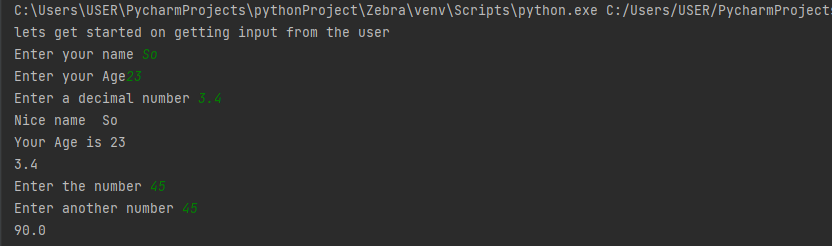 C:\Users\USER\PycharmProjects\pythonProject\Zebra\venv\Scripts\python.exe C:/Users/USER/PycharmProjects
lets get started on getting input from the user
Enter your name So
Enter your Age23
Enter a decimal number 3.4
Nice name  So
Your Age is 23
3.4
Enter the number 45
Enter another number 45
90.0